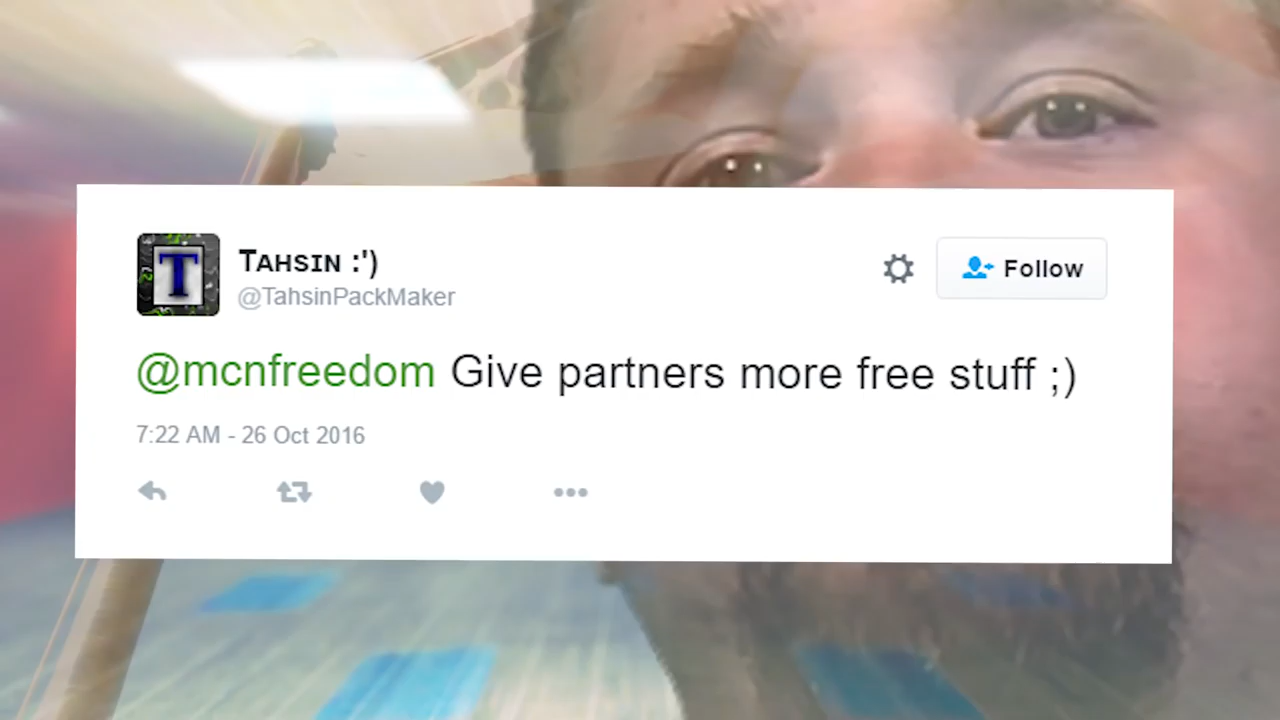 T
Tahsin :')
@TahsinPackMaker
Follow
@mcnfreedom Give partners more free stuff ;)
7:22 AM - 26 Oct 2016